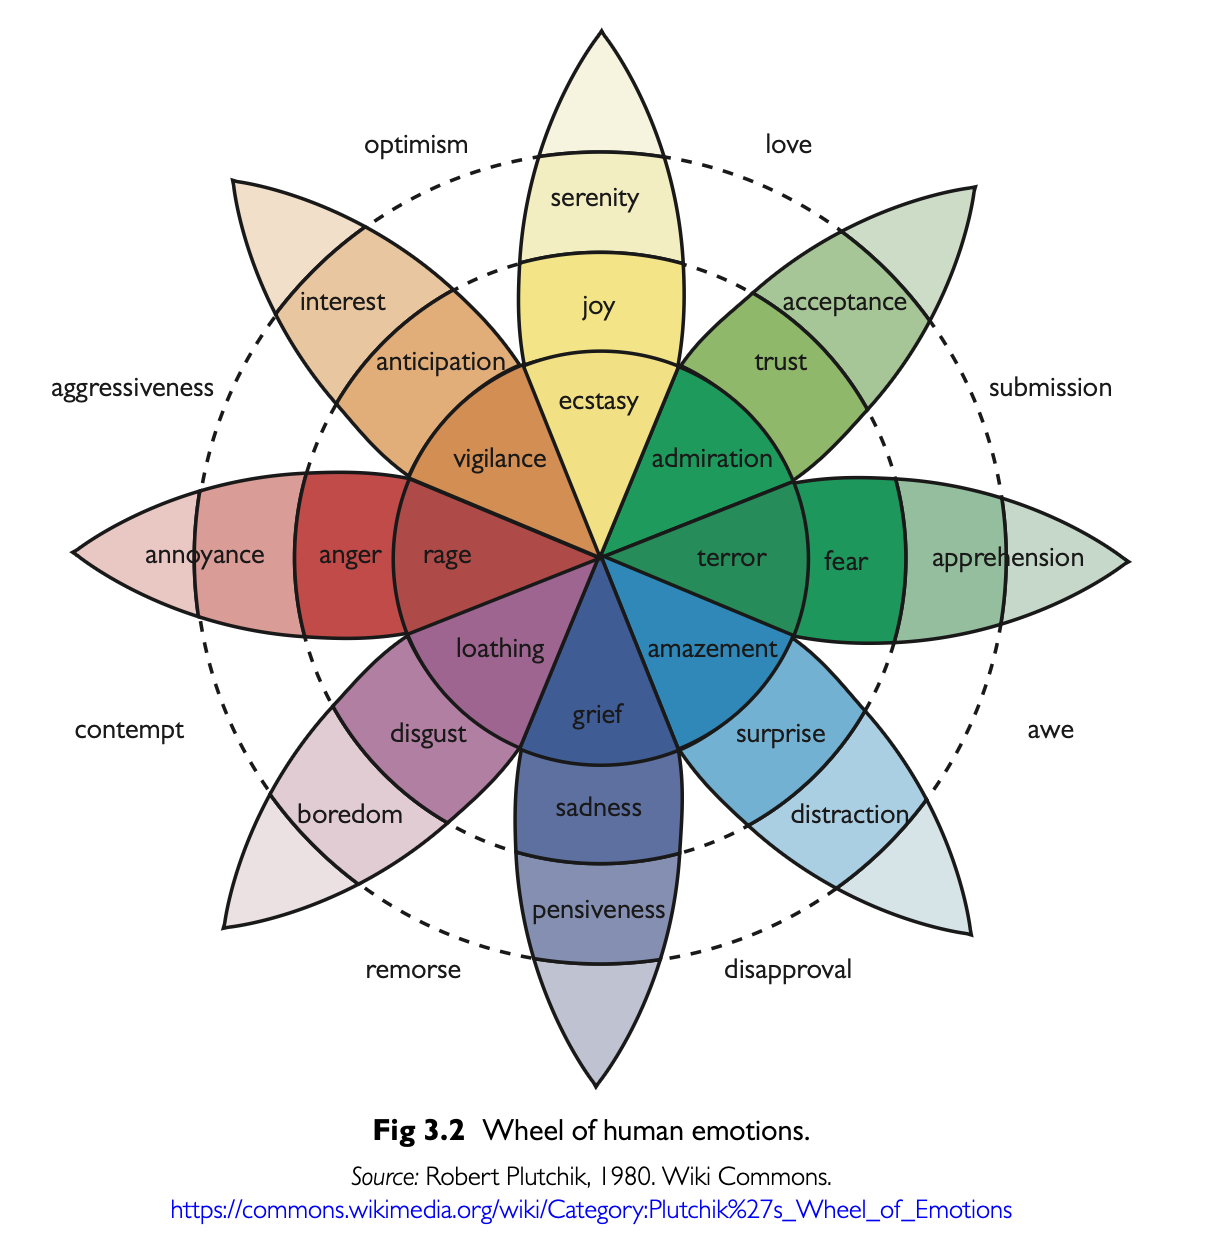 optimism
love
serenity
interest
joy
acceptance
anticipation
trust
aggressiveness
submission
ecstasy
vigilance
admiration
annoyance
anger
rage
terror
fear
apprehension
loathing
amazement
grief
disgust
surprise
contempt
awe
sadness
boredom
distraction
pensiveness
remorse
disapproval
Fig 3.2 Wheel of human emotions.
Source: Robert Plutchik, 1980. Wiki Commons.
https://commons.wikimedia.org/wiki/Category:Plutchik%27s_Wheel_of_Emotions